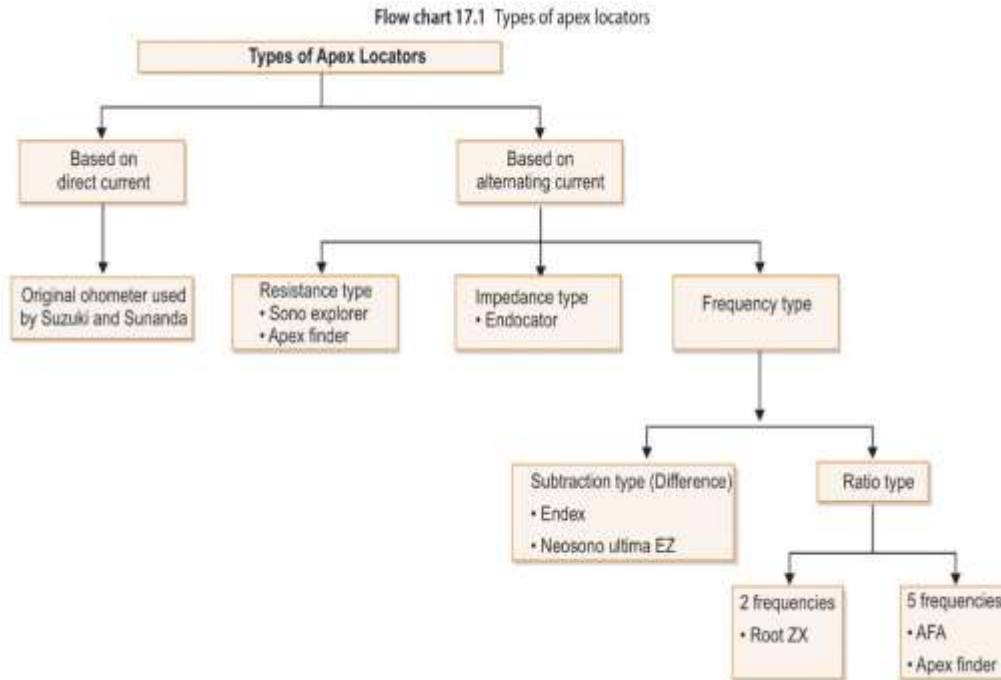 Flow chart 17.1 Types of apex locators
Types of Apex Locators
Based on
direct current
Based on
alternating current
Original ohometer used
by Suzuki and Sunanda
Resistance type
• Sono explorer
• Apex finder
Impedance type
• Endocator
Frequency type
Subtraction type (Difference)
• Endex
• Neosono ultima EZ
Ratio type
2 frequencies
• Root ZX
5 frequencies
• AFA
• Apex finder